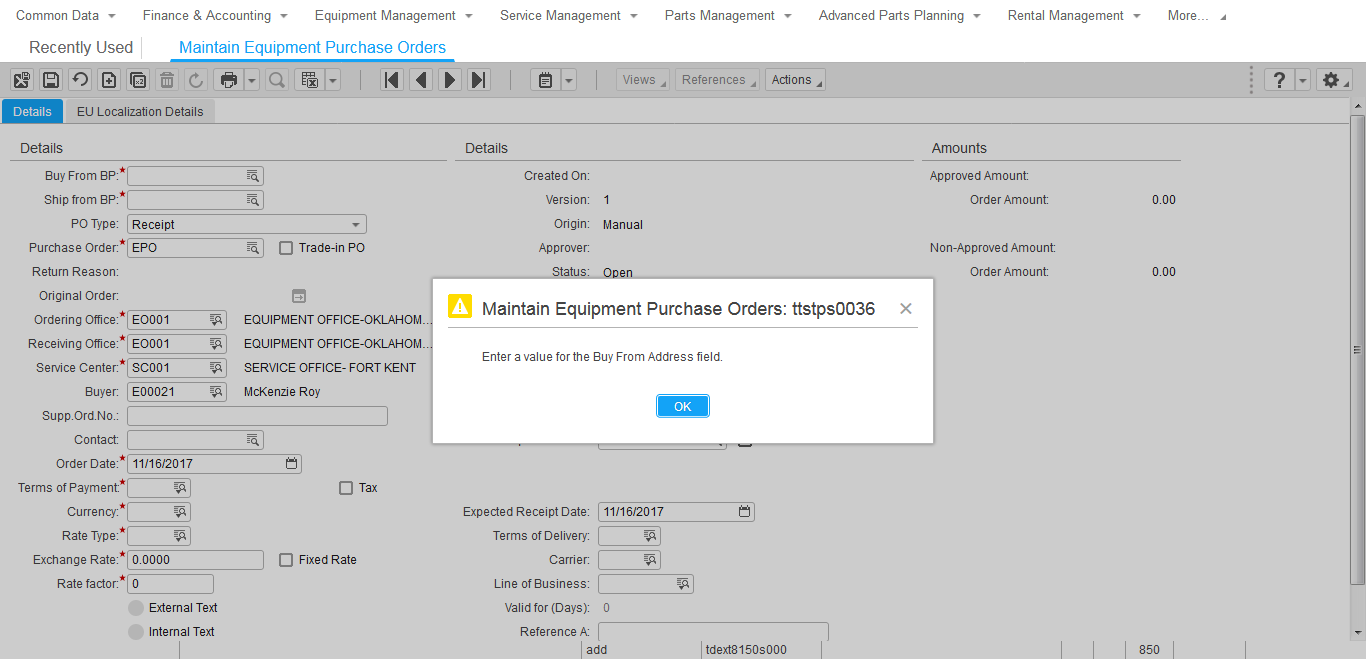 Common Data Finance & Accounting Equipment Management Service Management Parts Management Advanced Parts Planning Rental Management More...
Recently Used Maintain Equipment Purchase Orders
Views References Actions
Details EU Localization Details
Details Details Amounts
Buy From BP:* Created On: Approved Amount:
Ship from BP:* Version: 1 Order Amount: 0.00
PO Type: Receipt Origin: Manual
Purchase Order:* EPO Trade-in PO Approver: Non-Approved Amount:
Return Reason: Status: Open Order Amount: 0.00
Original Order:
Ordering Office:* EO001 EQUIPMENT OFFICE-OKLAHOM...
Receiving Office:* EO001 EQUIPMENT OFFICE-OKLAHOM...
Service Center:* SC001 SERVICE OFFICE- FORT KENT
Buyer: E00021 McKenzie Roy
Supp.Ord.No.:
Contact:
Order Date:* 11/16/2017
Terms of Payment:* Tax
Currency:* Expected Receipt Date: 11/16/2017
Rate Type:* Terms of Delivery:
Exchange Rate:* 0.0000 Fixed Rate Carrier:
Rate factor:* 0 Line of Business:
External Text Valid for (Days): 0
Internal Text Reference A:
add tdext8150s000 850
Maintain Equipment Purchase Orders: ttstps0036
Enter a value for the Buy From Address field.
OK